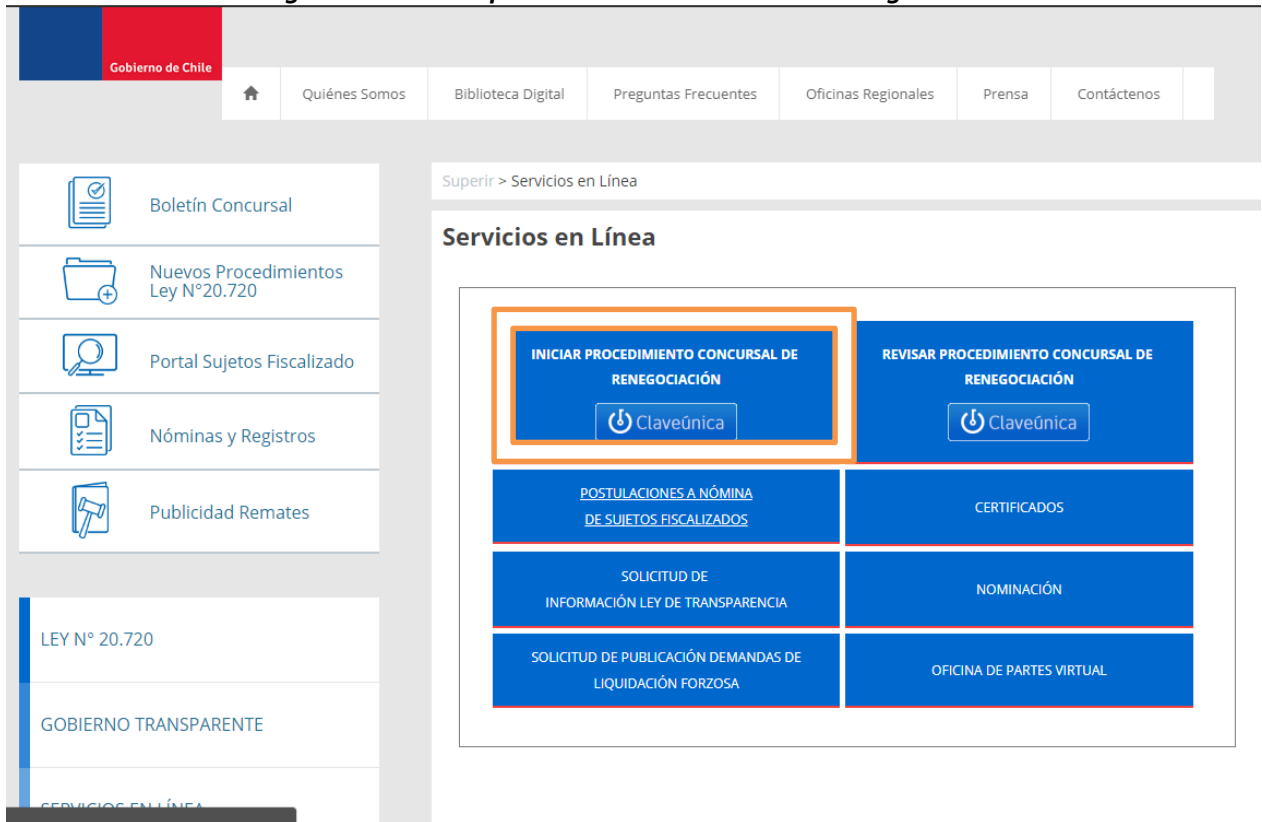 Gobierno de Chile
Quiénes Somos
Biblioteca Digital
Preguntas Frecuentes
Oficinas Regionales
Prensa
Contáctenos
Boletín Concursal
Nuevos Procedimientos
Ley N°20.720
Portal Sujetos Fiscalizado
Nóminas y Registros
Publicidad Remates
LEY N° 20.720
GOBIERNO TRANSPARENTE
SERVICIOS EN LÍNEA
Superir > Servicios en Línea
Servicios en Línea
INICIAR PROCEDIMIENTO CONCURSAL DE
RENEGOCIACIÓN
Claveúnica
REVISAR PROCEDIMIENTO CONCURSAL DE
RENEGOCIACIÓN
Claveúnica
POSTULACIONES A NÓMINA
DE SUJETOS FISCALIZADOS
CERTIFICADOS
SOLICITUD DE
INFORMACIÓN LEY DE TRANSPARENCIA
NOMINACIÓN
SOLICITUD DE PUBLICACIÓN DEMANDAS DE
LIQUIDACIÓN FORZOSA
OFICINA DE PARTES VIRTUAL